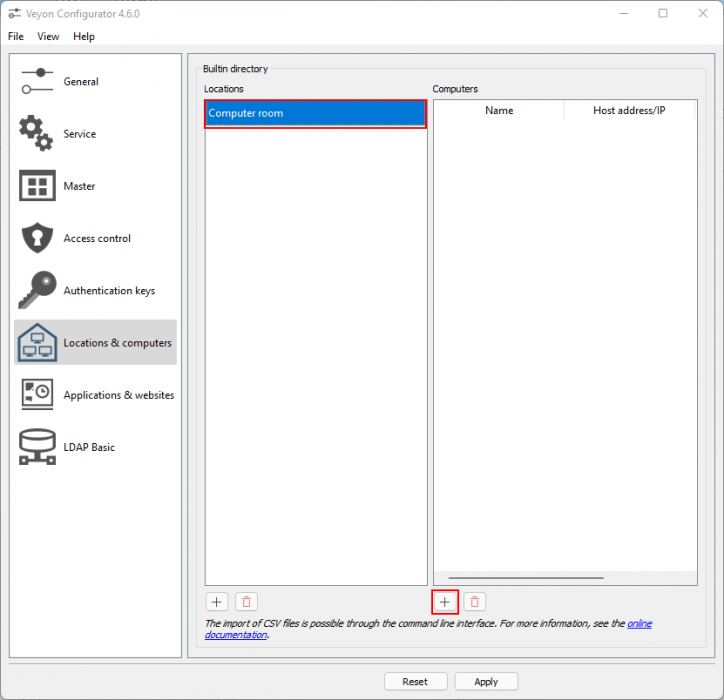 Veyon Configurator 4.6.0
File View Help
General
Service
Master
Access control
Authentication keys
Locations & computers
Applications & websites
LDAP Basic
Builtin directory
Locations
Computer room
Computers
Name Host address/IP
The import of CSV files is possible through the command line interface. For more information, see the online
documentation.
Reset Apply